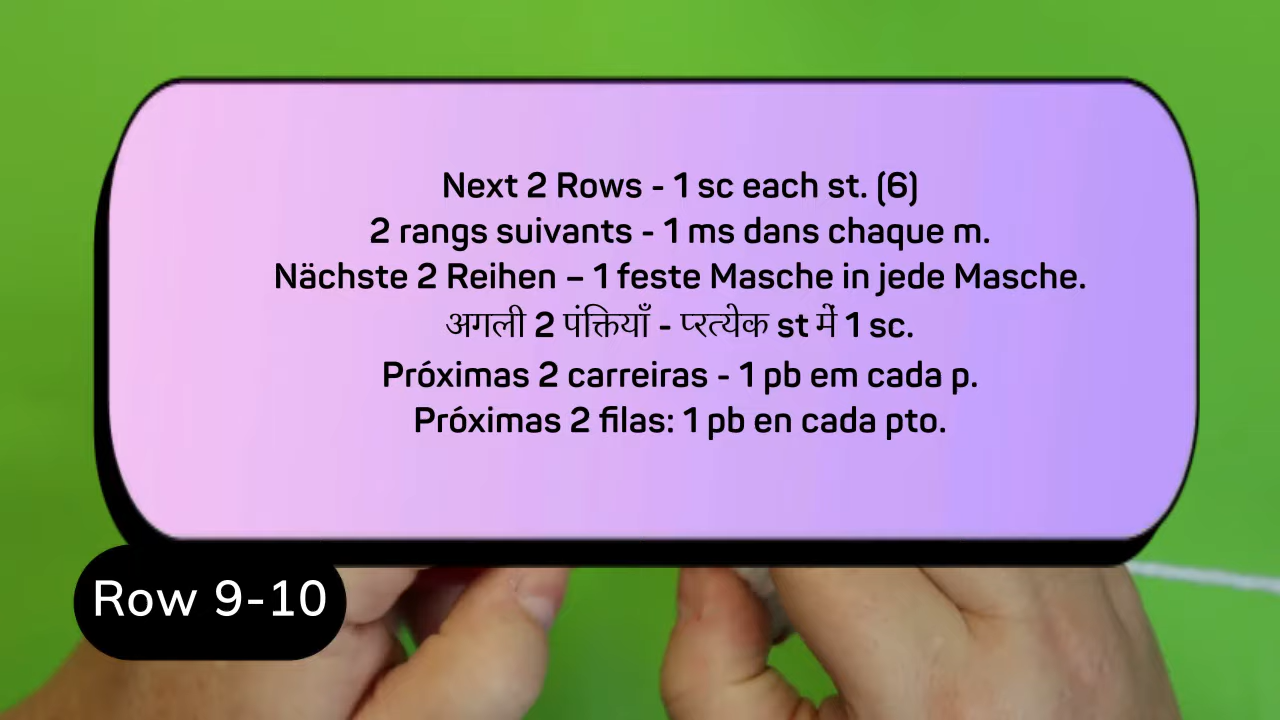 Next 2 Rows - 1 sc each st. (6)
2 rangs suivants - 1 ms dans chaque m.
Nächste 2 Reihen – 1 feste Masche in jede Masche.
अगली 2 पंक्तियाँ - प्रत्येक st में 1 sc.
Próximas 2 carreiras - 1 pb em cada p.
Próximas 2 filas: 1 pb en cada pto.
Row 9-10